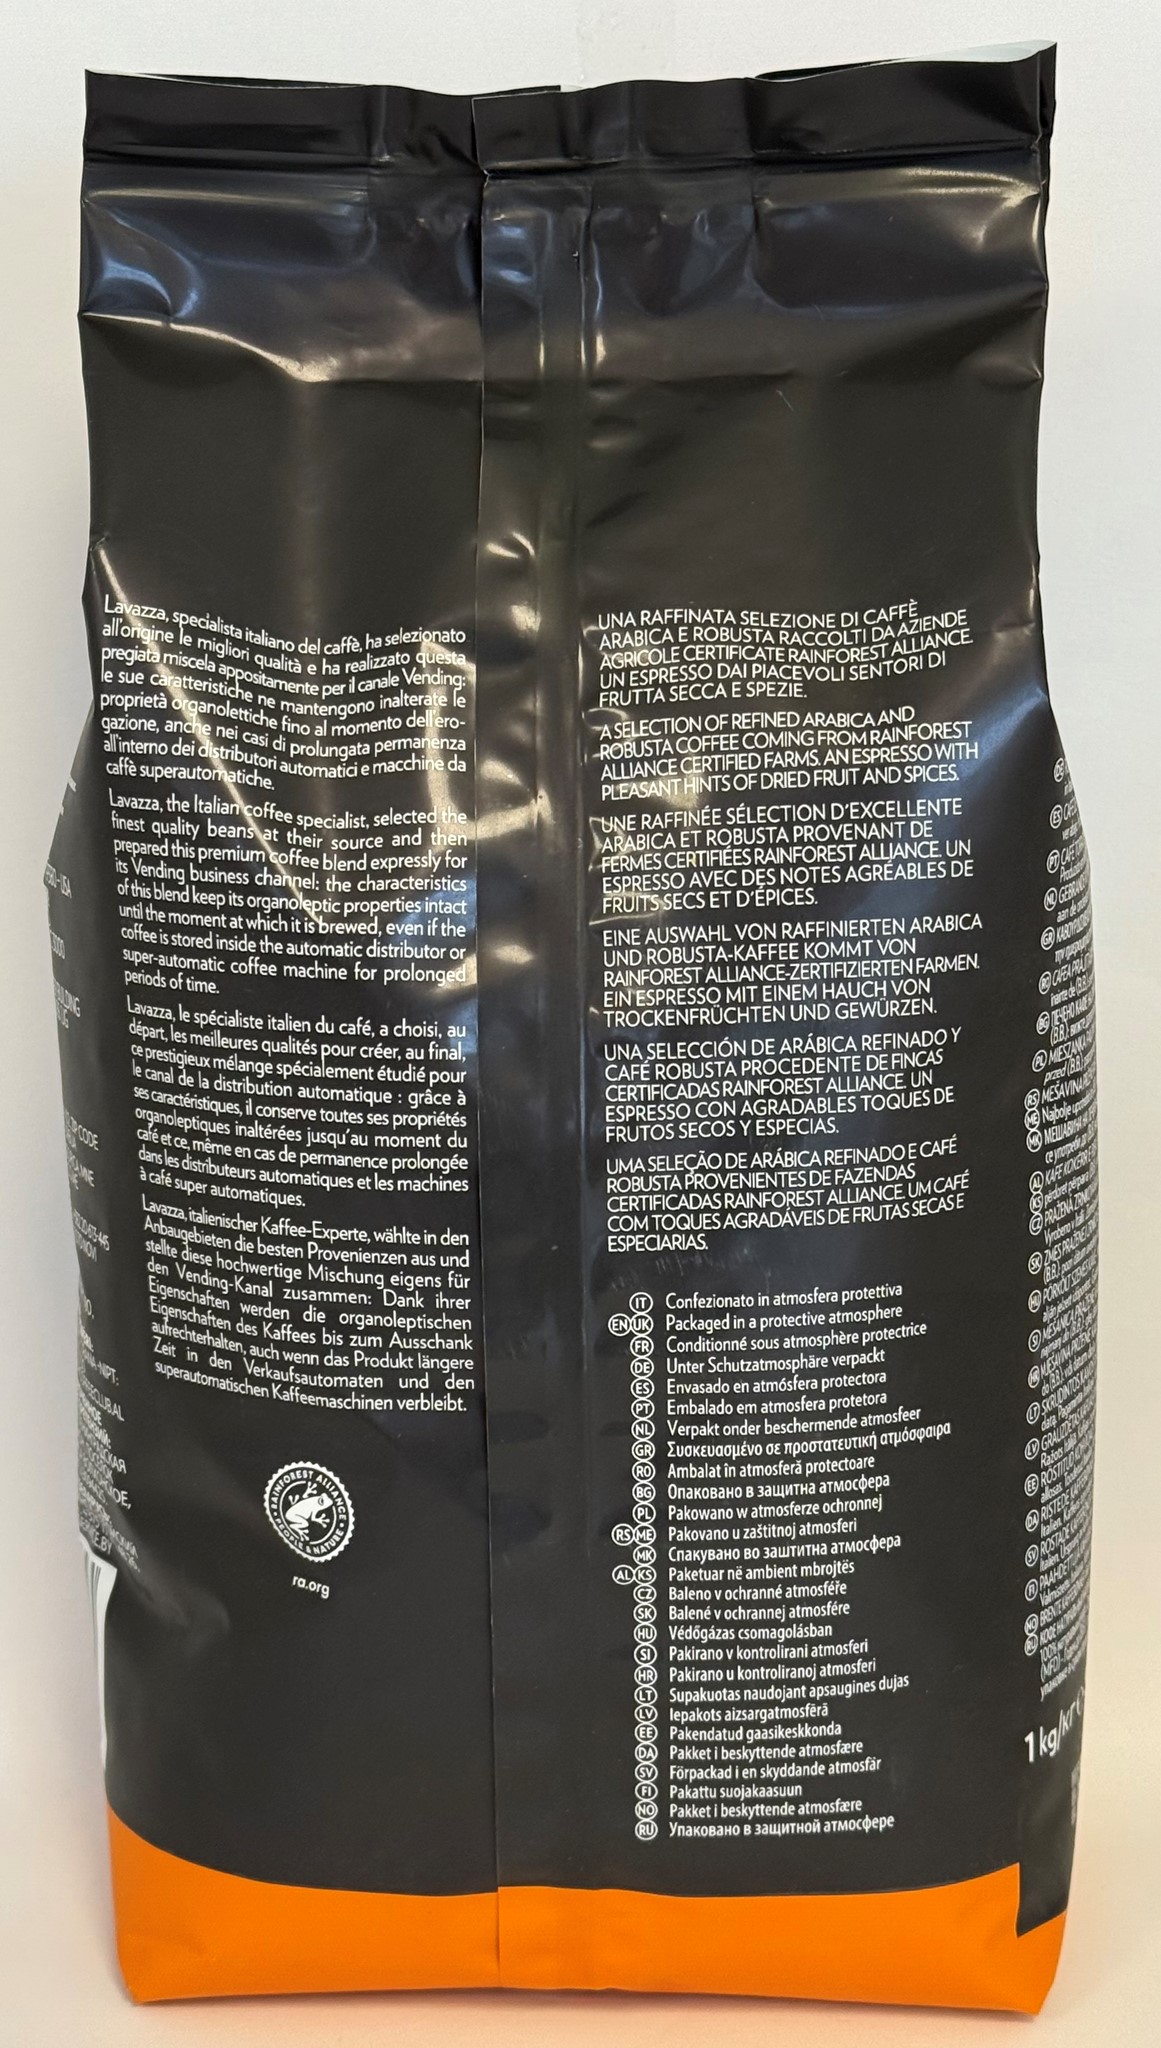 Lavazza, specialista italiano del caffè, ha selezionato
all'origine le migliori qualità e ha realizzato questa
pregiata miscela appositamente per il canale Vending:
le sue caratteristiche ne mantengono inalterate le
proprietà organolettiche fino al momento dell'ero-
gazione, anche nei casi di prolungata permanenza
all'interno dei distributori automatici e macchine da
caffè superautomatiche.
Lavazza, the Italian coffee specialist, selected the
finest quality beans at their source and then
prepared this premium coffee blend expressly for
its Vending business channel: the characteristics
of this blend keep its organoleptic properties intact
until the moment at which it is brewed, even if the
coffee is stored inside the automatic distributor or
super-automatic coffee machine for prolonged
periods of time.
Lavazza, le spécialiste italien du café, a choisi, au
départ, les meilleures qualités pour créer, au final,
ce prestigieux mélange spécialement étudié pour
le canal de la distribution automatique : grâce à
ses caractéristiques, il conserve toutes ses propriétés
organoleptiques inaltérées jusqu'au moment du
café et ce, même en cas de permanence prolongée
dans les distributeurs automatiques et les machines
à café super automatiques.
Lavazza, italienischer Kaffee-Experte, wählte in den
Anbaugebieten die besten Provenienzen aus und
stellte diese hochwertige Mischung eigens für
den Vending-Kanal zusammen: Dank ihrer
Eigenschaften werden die organoleptischen
Eigenschaften des Kaffees bis zum Ausschank
aufrechterhalten, auch wenn das Produkt längere
Zeit in den Verkaufsautomaten und den
superautomatischen Kaffeemaschinen verbleibt.
RAINFOREST ALLIANCE
PEOPLE & NATURE
ra.org
UNA RAFFINATA SELEZIONE DI CAFFÈ
ARABICA E ROBUSTA RACCOLTI DA AZIENDE
AGRICOLE CERTIFICATE RAINFOREST ALLIANCE.
UN ESPRESSO DAI PIACEVOLI SENTORI DI
FRUTTA SECCA E SPEZIE.
A SELECTION OF REFINED ARABICA AND
ROBUSTA COFFEE COMING FROM RAINFOREST
ALLIANCE CERTIFIED FARMS. AN ESPRESSO WITH
PLEASANT HINTS OF DRIED FRUIT AND SPICES.
UNE RAFFINÉE SÉLECTION D'EXCELLENTE
ARABICA ET ROBUSTA PROVENANT DE
FERMES CERTIFIÉES RAINFOREST ALLIANCE. UN
ESPRESSO AVEC DES NOTES AGRÉABLES DE
FRUITS SECS ET D'ÉPICES.
EINE AUSWAHL VON RAFFINIERTEN ARABICA
UND ROBUSTA-KAFFEE KOMMT VON
RAINFOREST ALLIANCE-ZERTIFIZIERTEN FARMEN.
EIN ESPRESSO MIT EINEM HAUCH VON
TROCKENFRÜCHTEN UND GEWÜRZEN.
UNA SELECCIÓN DE ARÁBICA REFINADO Y
CAFÉ ROBUSTA PROCEDENTE DE FINCAS
CERTIFICADAS RAINFOREST ALLIANCE. UN
ESPRESSO CON AGRADABLES TOQUES DE
FRUTOS SECOS Y ESPECIAS.
UMA SELEÇÃO DE ARÁBICA REFINADO E CAFÉ
ROBUSTA PROVENIENTES DE FAZENDAS
CERTIFICADAS RAINFOREST ALLIANCE. UM CAFÉ
COM TOQUES AGRADÁVEIS DE FRUTAS SECAS E
ESPECIARIAS.
IT Confezionato in atmosfera protettiva
EN UK Packaged in a protective atmosphere
FR Conditionné sous atmosphère protectrice
DE Unter Schutzatmosphäre verpackt
ES Envasado en atmósfera protectora
PT Embalado em atmosfera protetora
NL Verpakt onder beschermende atmosfeer
GR Συσκευασμένο σε προστατευτική ατμόσφαιρα
RO Ambalat în atmosferă protectoare
BG Опаковано в защитна атмосфера
PL Pakowano w atmosferze ochronnej
RS ME Pakovano u zaštitnoj atmosferi
MK Спакувано во заштитна атмосфера
AL KS Paketuar në ambient mbrojtës
CZ Baleno v ochranné atmosféře
SK Balené v ochrannej atmosfére
HU Védőgázas csomagolásban
SI Pakirano v kontrolirani atmosferi
HR Pakirano u kontroliranoj atmosferi
LT Supakuotas naudojant apsaugines dujas
LV Iepakots aizsargatmosfērā
EE Pakendatud gaasikeskkonda
DA Pakket i beskyttende atmosfære
SV Förpackad i en skyddande atmosfär
FI Pakattu suojakaasuun
NO Pakket i beskyttende atmosfære
RU Упаковано в защитной атмосфере
1 kg/кг